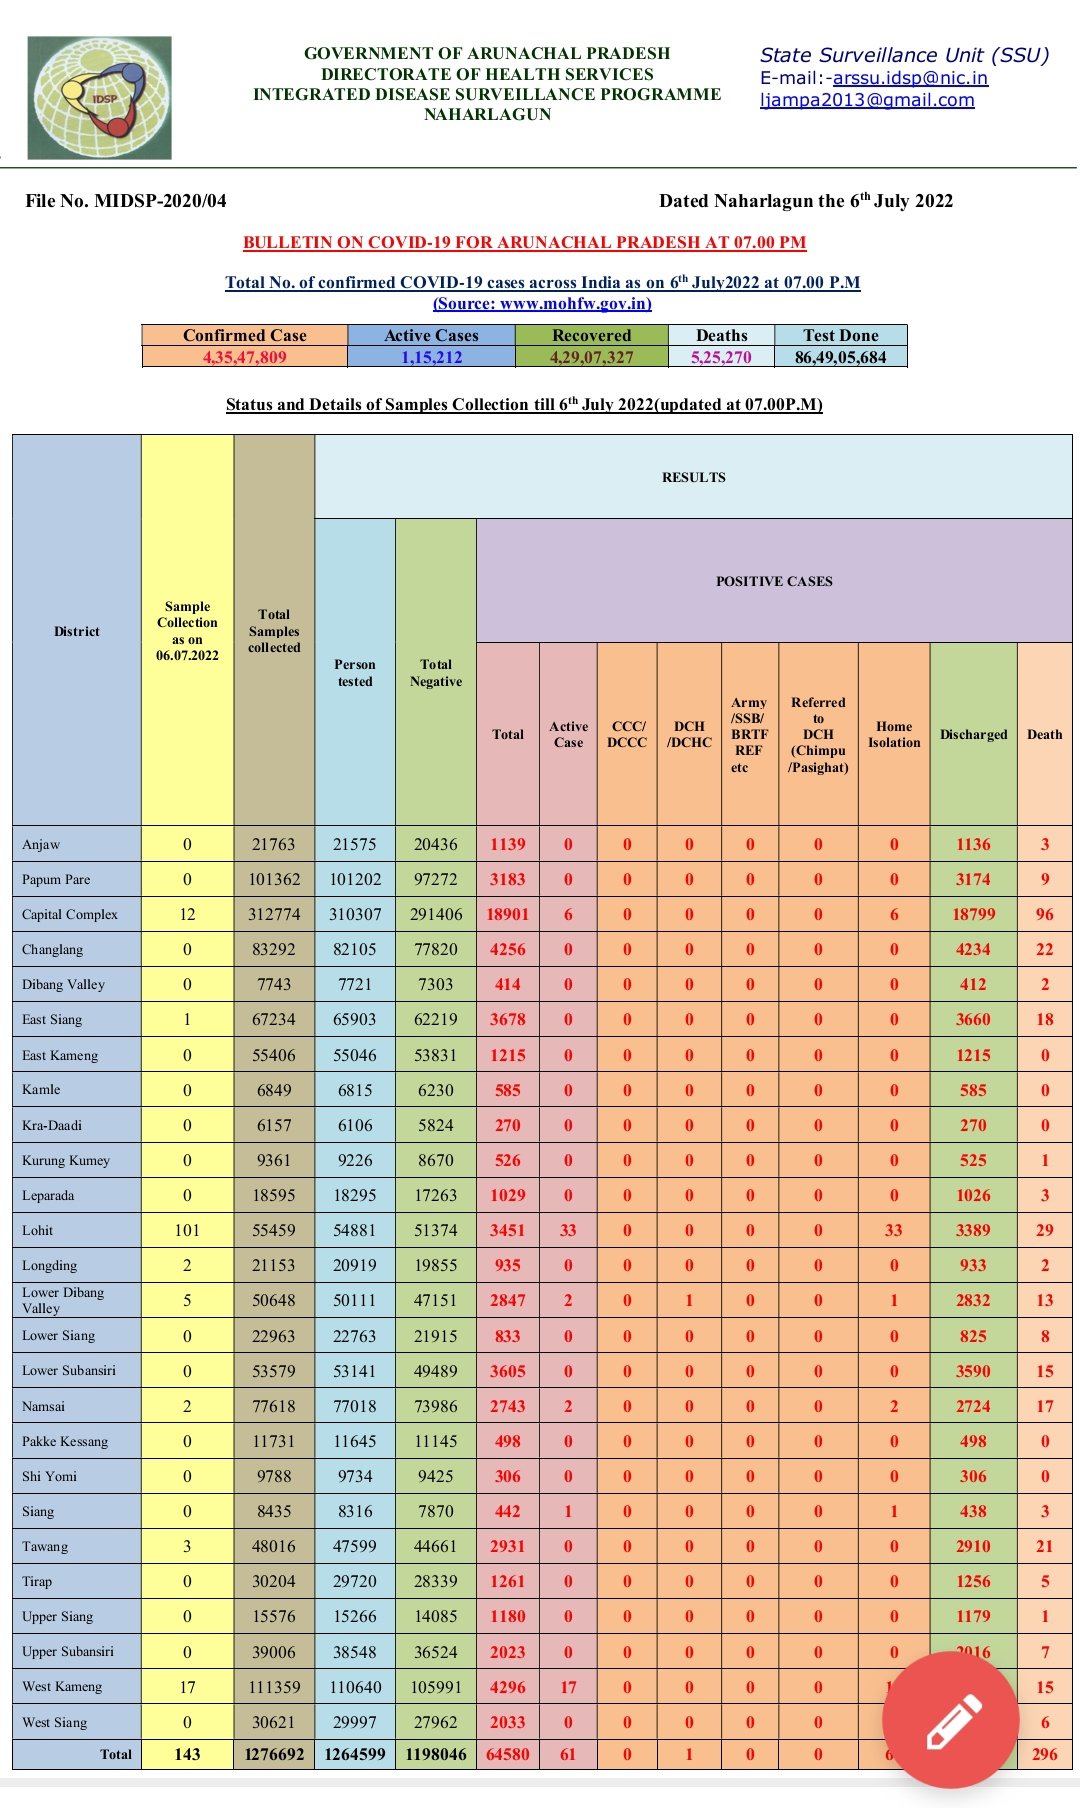 GOVERNMENT OF ARUNACHAL PRADESH
DIRECTORATE OF HEALTH SERVICES
INTEGRATED DISEASE SURVEILLANCE PROGRAMME
NAHARLAGUN
IDSP
State Surveillance Unit (SSU)
E-mail:-arssu.idsp@nic.in
ljampa2013@gmail.com
File No. MIDSP-2020/04 Dated Naharlagun the 6th July 2022
BULLETIN ON COVID-19 FOR ARUNACHAL PRADESH AT 07.00 PM
Total No. of confirmed COVID-19 cases across India as on 6th July2022 at 07.00 P.M
(Source: www.mohfw.gov.in)
Confirmed Case Active Cases Recovered Deaths Test Done
4,35,47,809 1,15,212 4,29,07,327 5,25,270 86,49,05,684
Status and Details of Samples Collection till 6th July 2022(updated at 07.00P.M)
District
Sample
Collection
as on
06.07.2022
Total
Samples
collected
RESULTS
Person
tested
Total
Negative
POSITIVE CASES
Total
Active
Case
CCC/
DCCC
DCH
/DCHC
Army
/SSB/
BRTF
REF
etc
Referred
to
DCH
(Chimpu
/Pasighat)
Home
Isolation
Discharged
Death
Anjaw 0 21763 21575 20436 1139 0 0 0 0 0 0 1136 3
Papum Pare 0 101362 101202 97272 3183 0 0 0 0 0 0 3174 9
Capital Complex 12 312774 310307 291406 18901 6 0 0 0 0 6 18799 96
Changlang 0 83292 82105 77820 4256 0 0 0 0 0 0 4234 22
Dibang Valley 0 7743 7721 7303 414 0 0 0 0 0 0 412 2
East Siang 1 67234 65903 62219 3678 0 0 0 0 0 0 3660 18
East Kameng 0 55406 55046 53831 1215 0 0 0 0 0 0 1215 0
Kamle 0 6849 6815 6230 585 0 0 0 0 0 0 585 0
Kra-Daadi 0 6157 6106 5824 270 0 0 0 0 0 0 270 0
Kurung Kumey 0 9361 9226 8670 526 0 0 0 0 0 0 525 1
Leparada 0 18595 18295 17263 1029 0 0 0 0 0 0 1026 3
Lohit 101 55459 54881 51374 3451 33 0 0 0 0 33 3389 29
Longding 2 21153 20919 19855 935 0 0 0 0 0 0 933 2
Lower Dibang
Valley 5 50648 50111 47151 2847 2 0 1 0 0 1 2832 13
Lower Siang 0 22963 22763 21915 833 0 0 0 0 0 0 825 8
Lower Subansiri 0 53579 53141 49489 3605 0 0 0 0 0 0 3590 15
Namsai 2 77618 77018 73986 2743 2 0 0 0 0 2 2724 17
Pakke Kessang 0 11731 11645 11145 498 0 0 0 0 0 0 498 0
Shi Yomi 0 9788 9734 9425 306 0 0 0 0 0 0 306 0
Siang 0 8435 8316 7870 442 1 0 0 0 0 1 438 3
Tawang 3 48016 47599 44661 2931 0 0 0 0 0 0 2910 21
Tirap 0 30204 29720 28339 1261 0 0 0 0 0 0 1256 5
Upper Siang 0 15576 15266 14085 1180 0 0 0 0 0 0 1179 1
Upper Subansiri 0 39006 38548 36524 2023 0 0 0 0 0 0 2016 7
West Kameng 17 111359 110640 105991 4296 17 0 0 0 0 15
West Siang 0 30621 29997 27962 2033 0 0 0 0 0 6
Total 143 1276692 1264599 1198046 64580 61 0 1 0 0 296